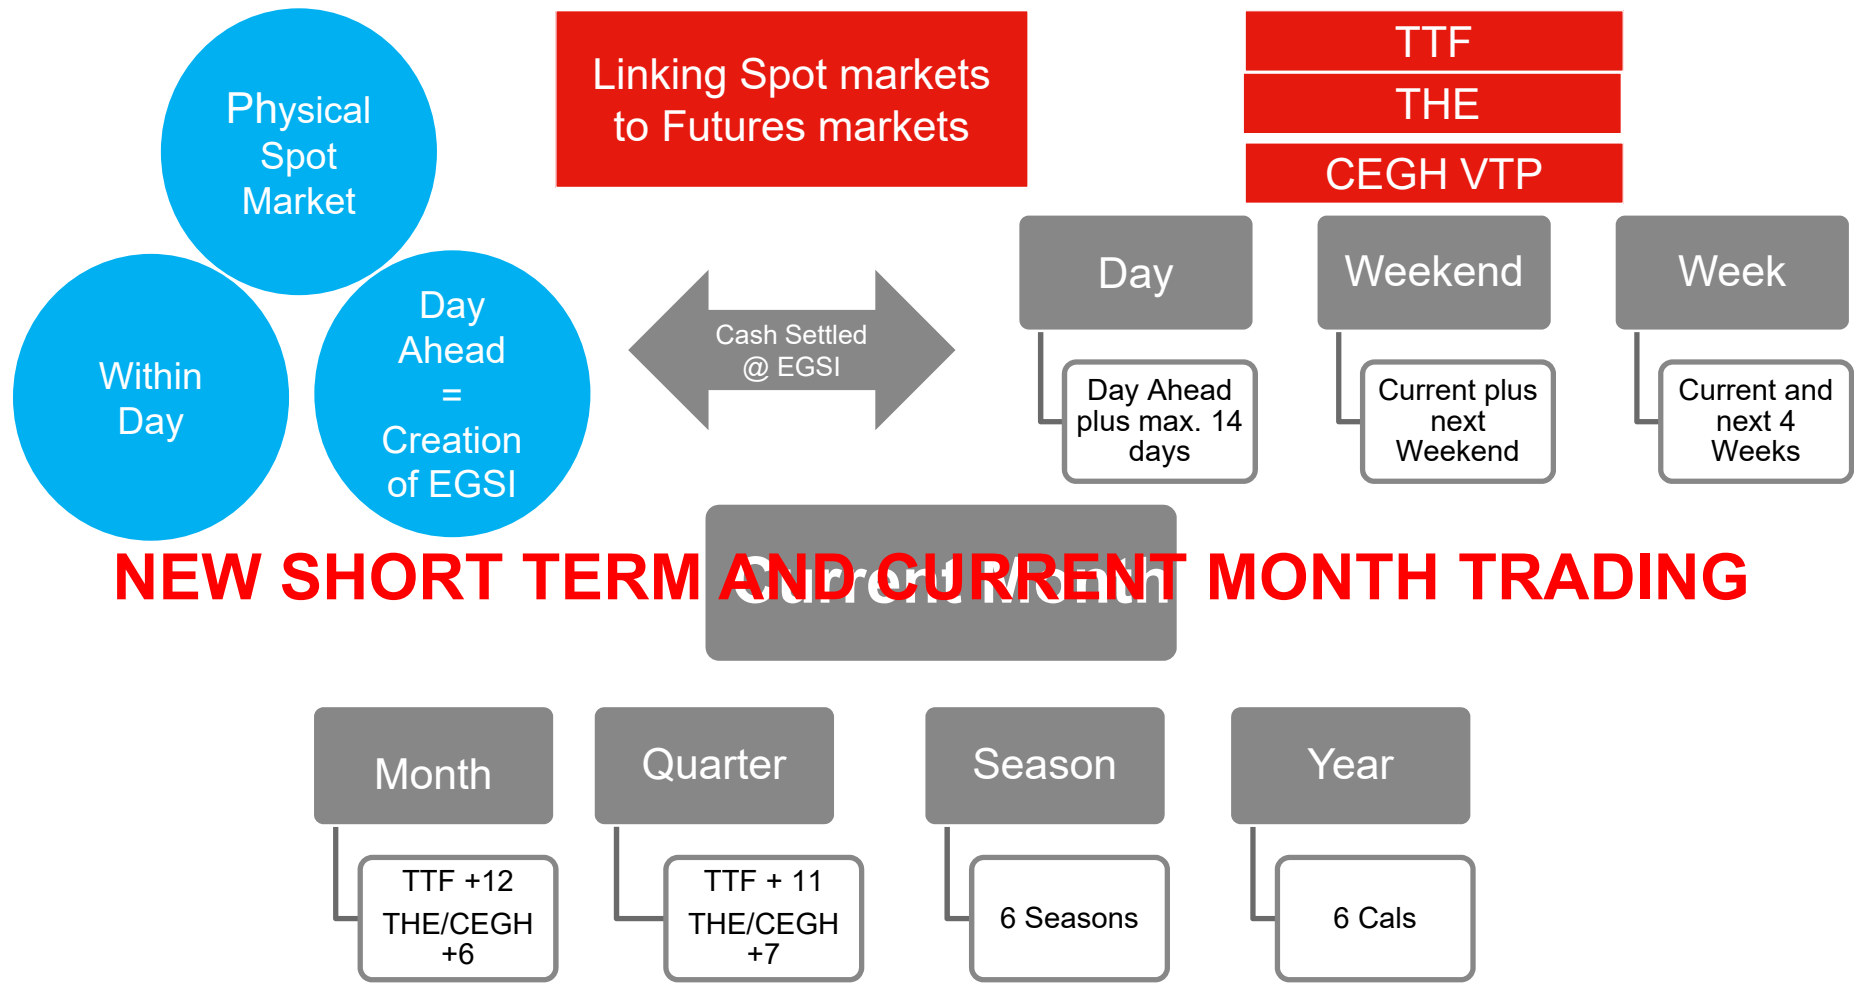 Physical
Spot
Market
Within
Day
Day
Ahead
=
Creation
of EGSI
Linking Spot markets
to Futures markets
Cash Settled
@ EGSI
TTF
THE
CEGH VTP
Day
Day Ahead
plus max. 14
days
Weekend
Current plus
next
Weekend
Week
Current and
next 4
Weeks
Current Month
NEW SHORT TERM AND CURRENT MONTH TRADING
Month
TTF +12
THE/CEGH
+6
Quarter
TTF + 11
THE/CEGH
+7
Season
6 Seasons
Year
6 Cals